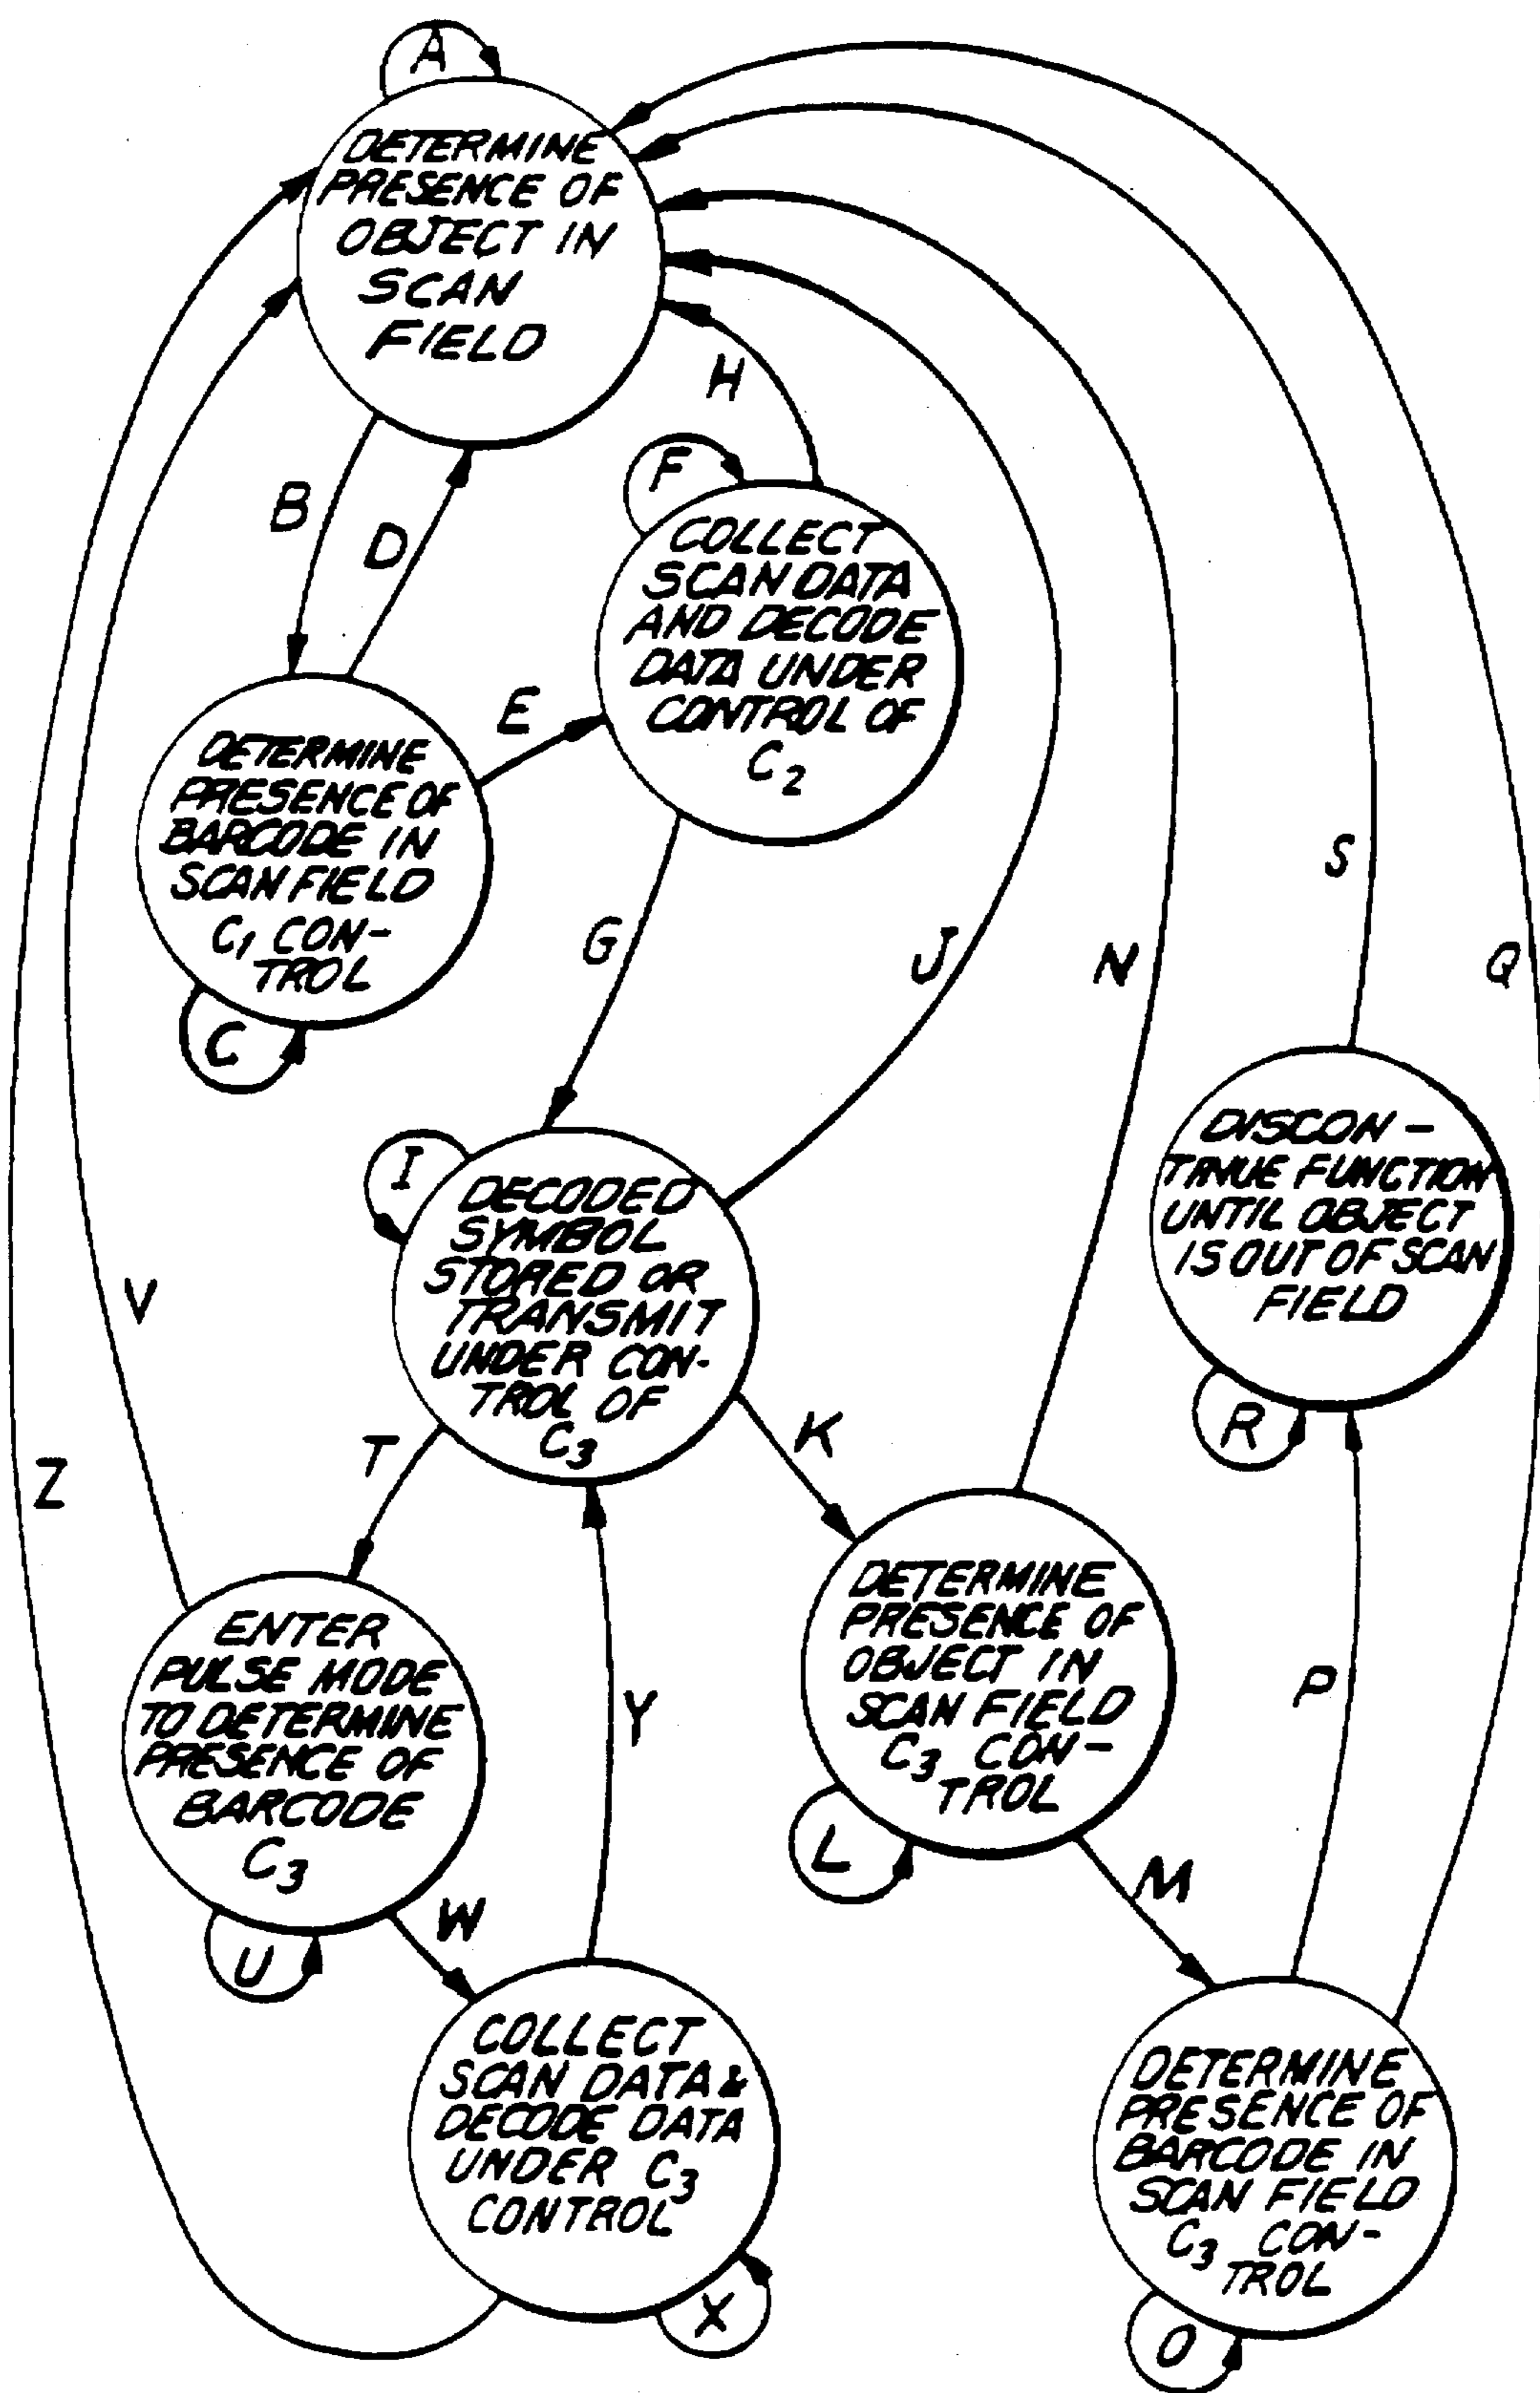 A
DETERMINE
PRESENCE OF
OBJECT IN
SCAN
FIELD
H
B
D
F
COLLECT
SCAN DATA
AND DECODE
DATA UNDER
CONTROL OF
C2
E
DETERMINE
PRESENCE OF
BARCODE IN
SCAN FIELD
C1 CON-
TROL
C
G
J
N
S
Q
I
DECODED
SYMBOL
STORED OR
TRANSMIT
UNDER CON-
TROL OF
C3
DISCON-
TINUE FUNCTION
UNTIL OBJECT
IS OUT OF SCAN
FIELD
R
V
Z
T
K
ENTER
PULSE MODE
TO DETERMINE
PRESENCE OF
BARCODE
C3
U
Y
DETERMINE
PRESENCE OF
OBJECT IN
SCAN FIELD
C3 CON-
TROL
L
P
M
W
COLLECT
SCAN DATA &
DECODE DATA
UNDER C3
CONTROL
X
DETERMINE
PRESENCE OF
BARCODE IN
SCAN FIELD
C3 CON-
TROL
O